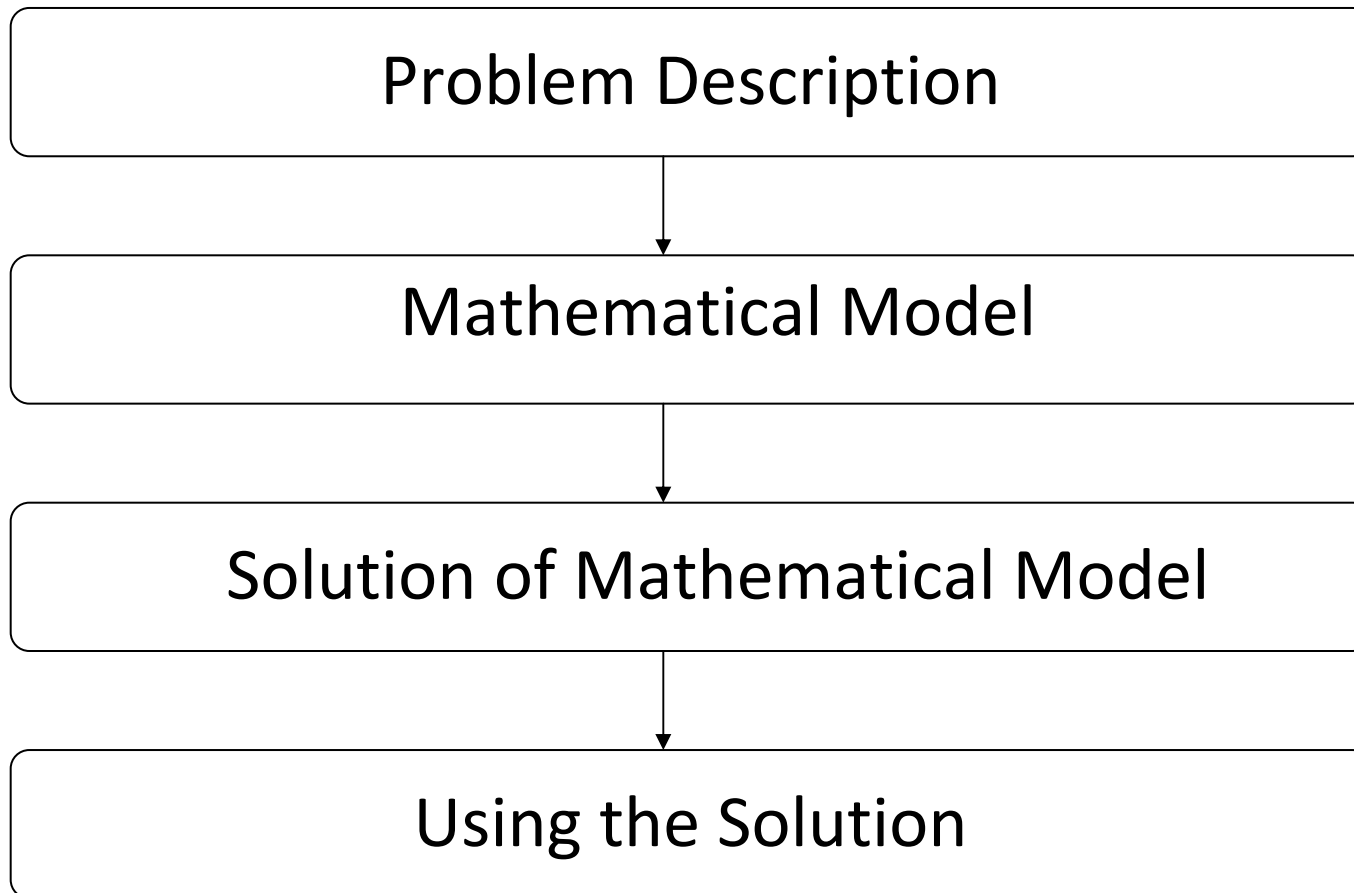 Problem Description
Mathematical Model
Solution of Mathematical Model
Using the Solution